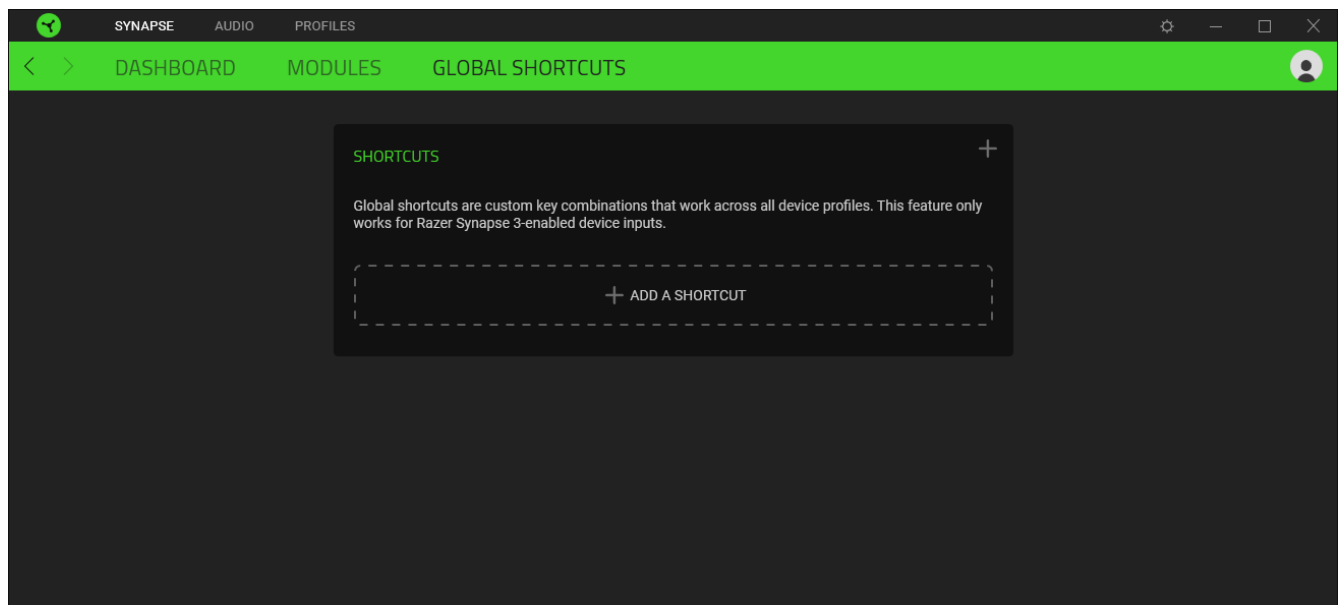 SYNAPSE AUDIO PROFILES
DASHBOARD MODULES GLOBAL SHORTCUTS
SHORTCUTS
Global shortcuts are custom key combinations that work across all device profiles. This feature only
works for Razer Synapse 3-enabled device inputs.
ADD A SHORTCUT